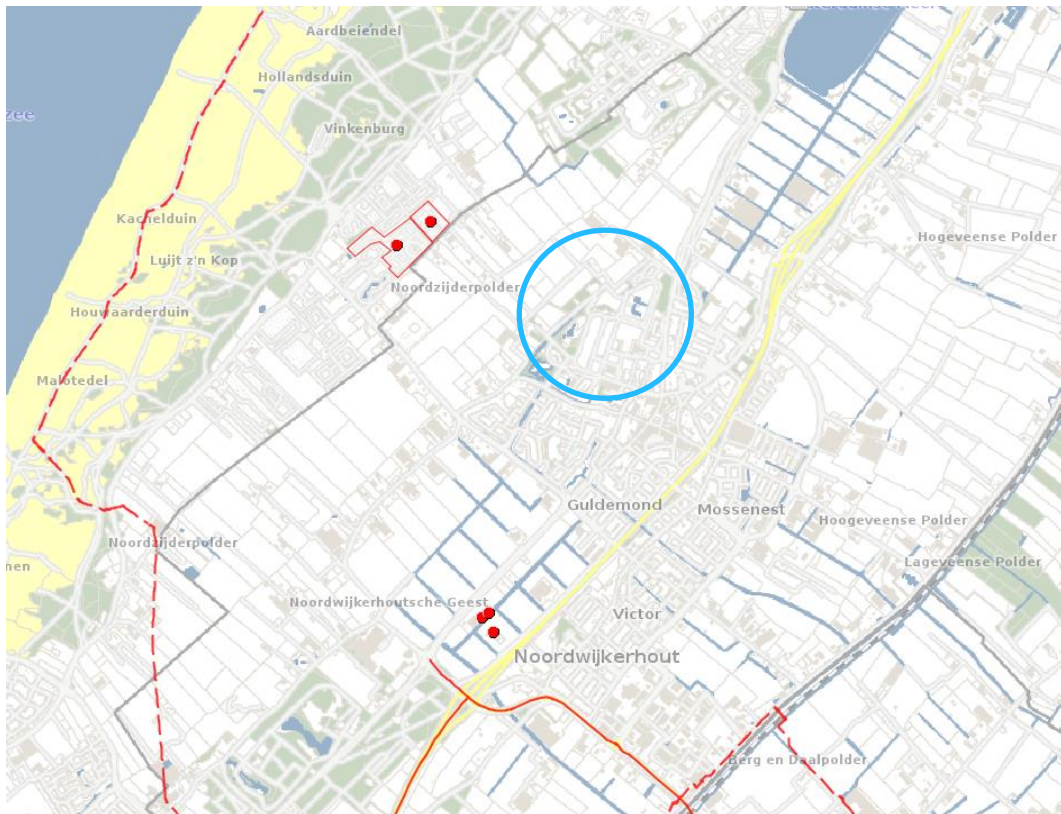 Aardbeiendel
Hollandsduin
zee
Vinkenburg
Kachelduin
Hogeveense Polder
Luijt z'n Kop
Noordzijderpolder
Houwaarderduin
Malotedel
Guldemond
Mossenest
Hoogeveense Polder
Noordzijderpolder
nen
Lageveense Polder
Noordwijkerhoutsche Geest
Victor
Noordwijkerhout
Berg en Daalpolder